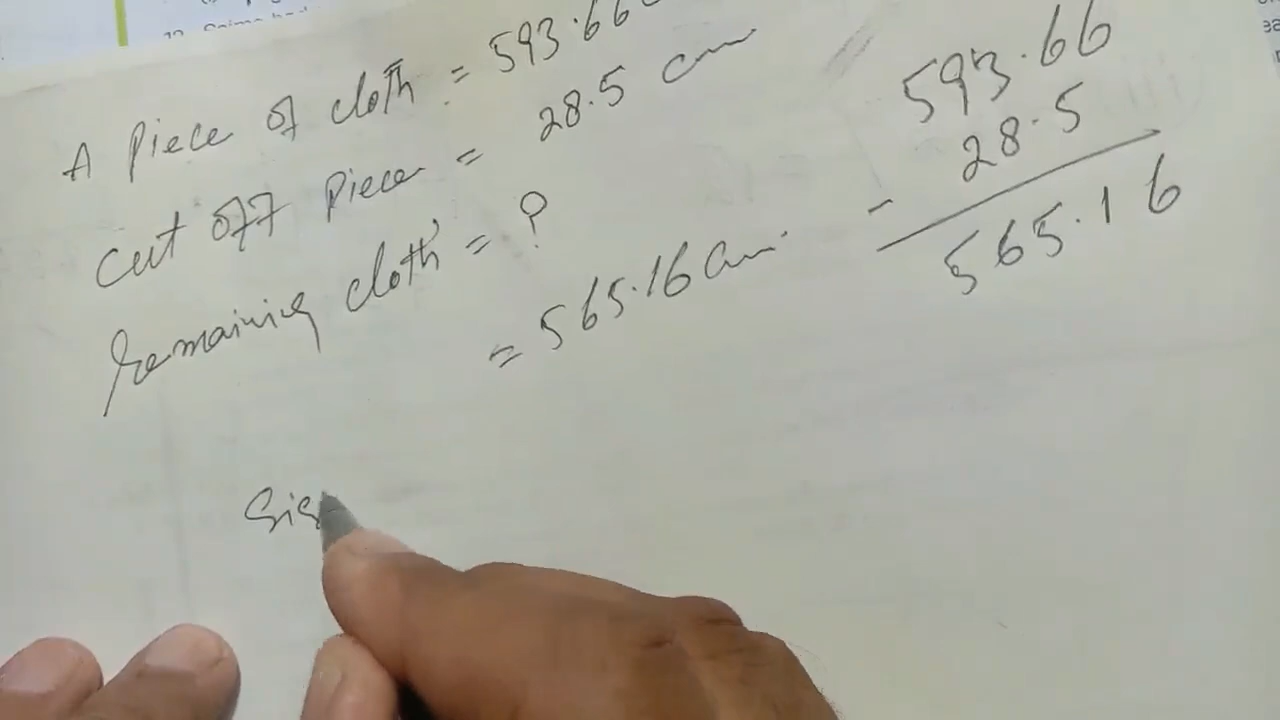 A Piece of cloth = 593.66
cut off Piece = 28.5 cm
Remaining cloth = ?
= 565.16 cm.
593.66
28.5
-
565.16
Sis